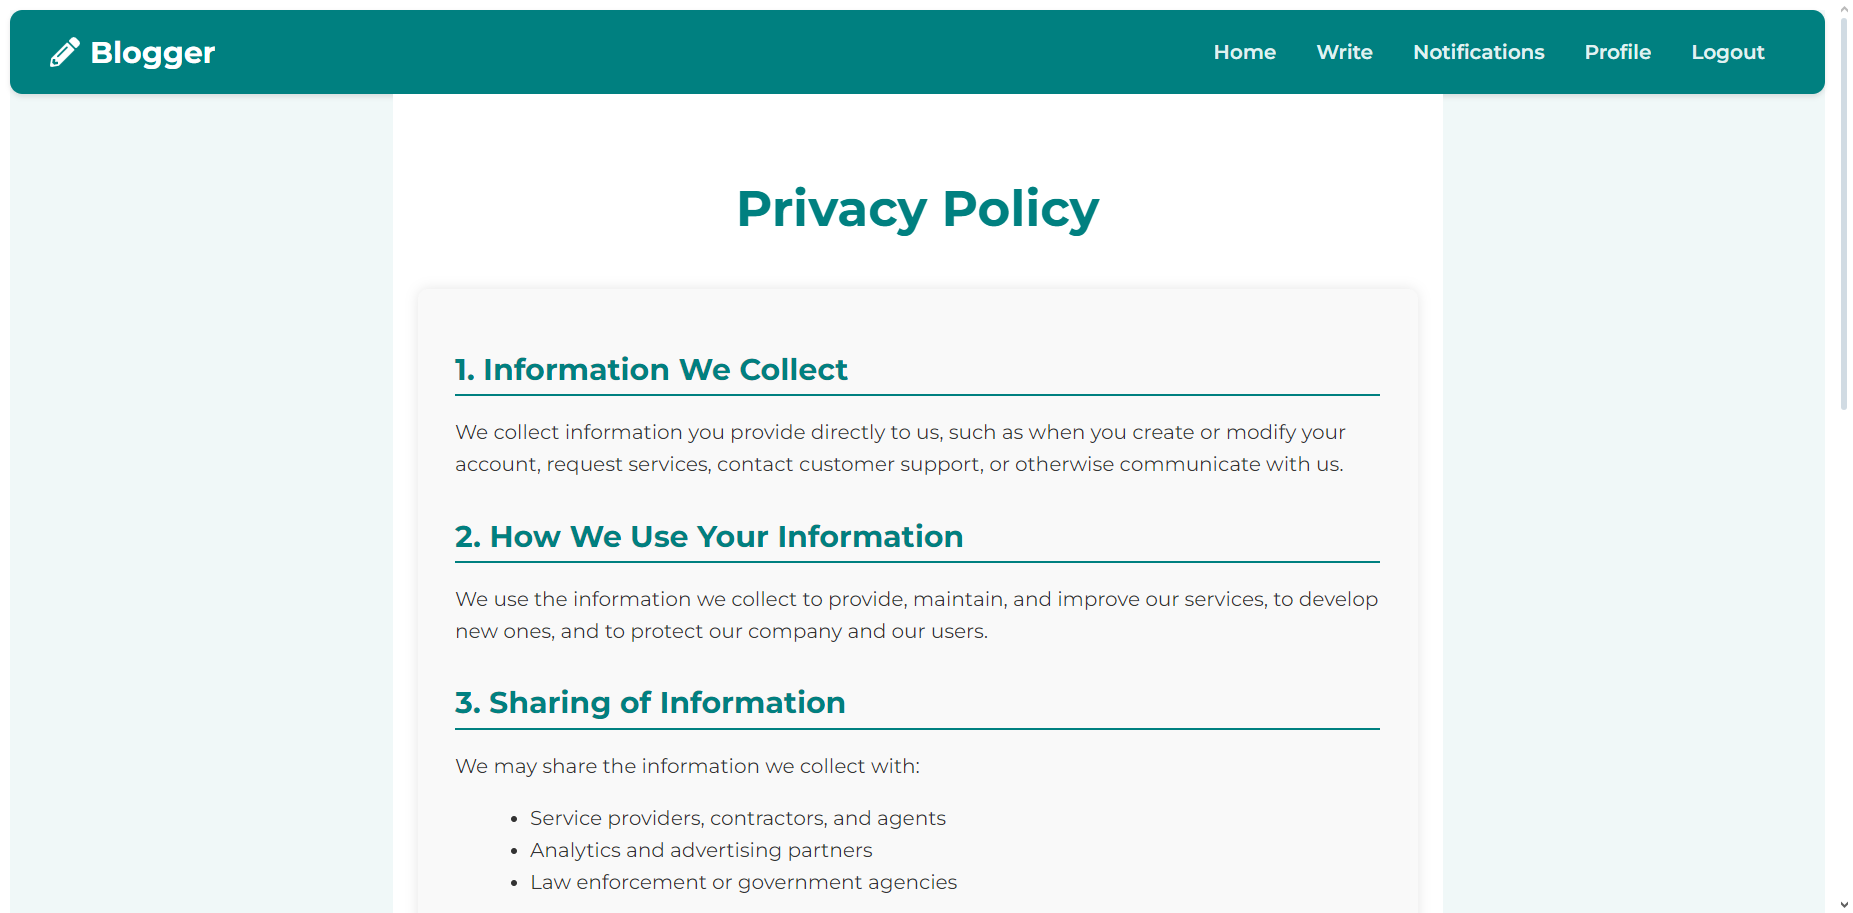 Blogger
Home Write Notifications Profile Logout
Privacy Policy
1. Information We Collect
We collect information you provide directly to us, such as when you create or modify your
account, request services, contact customer support, or otherwise communicate with us.
2. How We Use Your Information
We use the information we collect to provide, maintain, and improve our services, to develop
new ones, and to protect our company and our users.
3. Sharing of Information
We may share the information we collect with:
• Service providers, contractors, and agents
• Analytics and advertising partners
• Law enforcement or government agencies